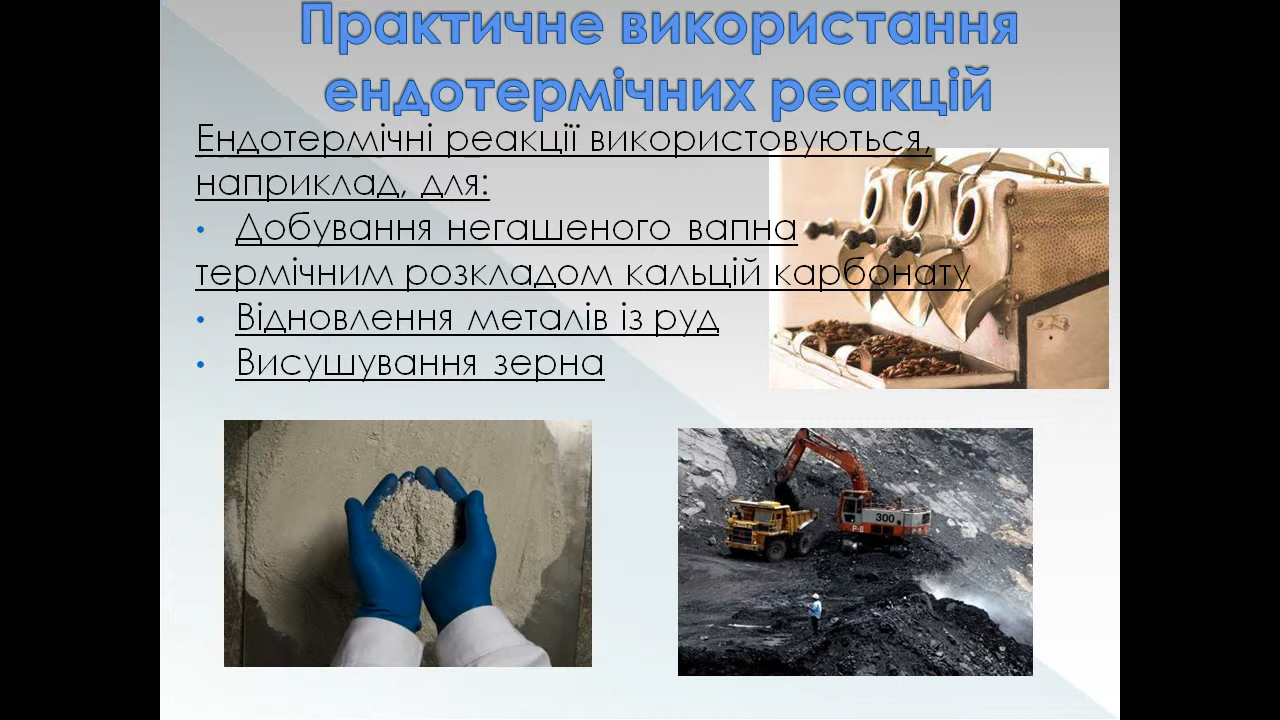 Практичне використання
ендотермічних реакцій
Ендотермічні реакції використовуються,
наприклад, для:
• Добування негашеного вапна
термічним розкладом кальцій карбонату
• Відновлення металів із руд
• Висушування зерна
300